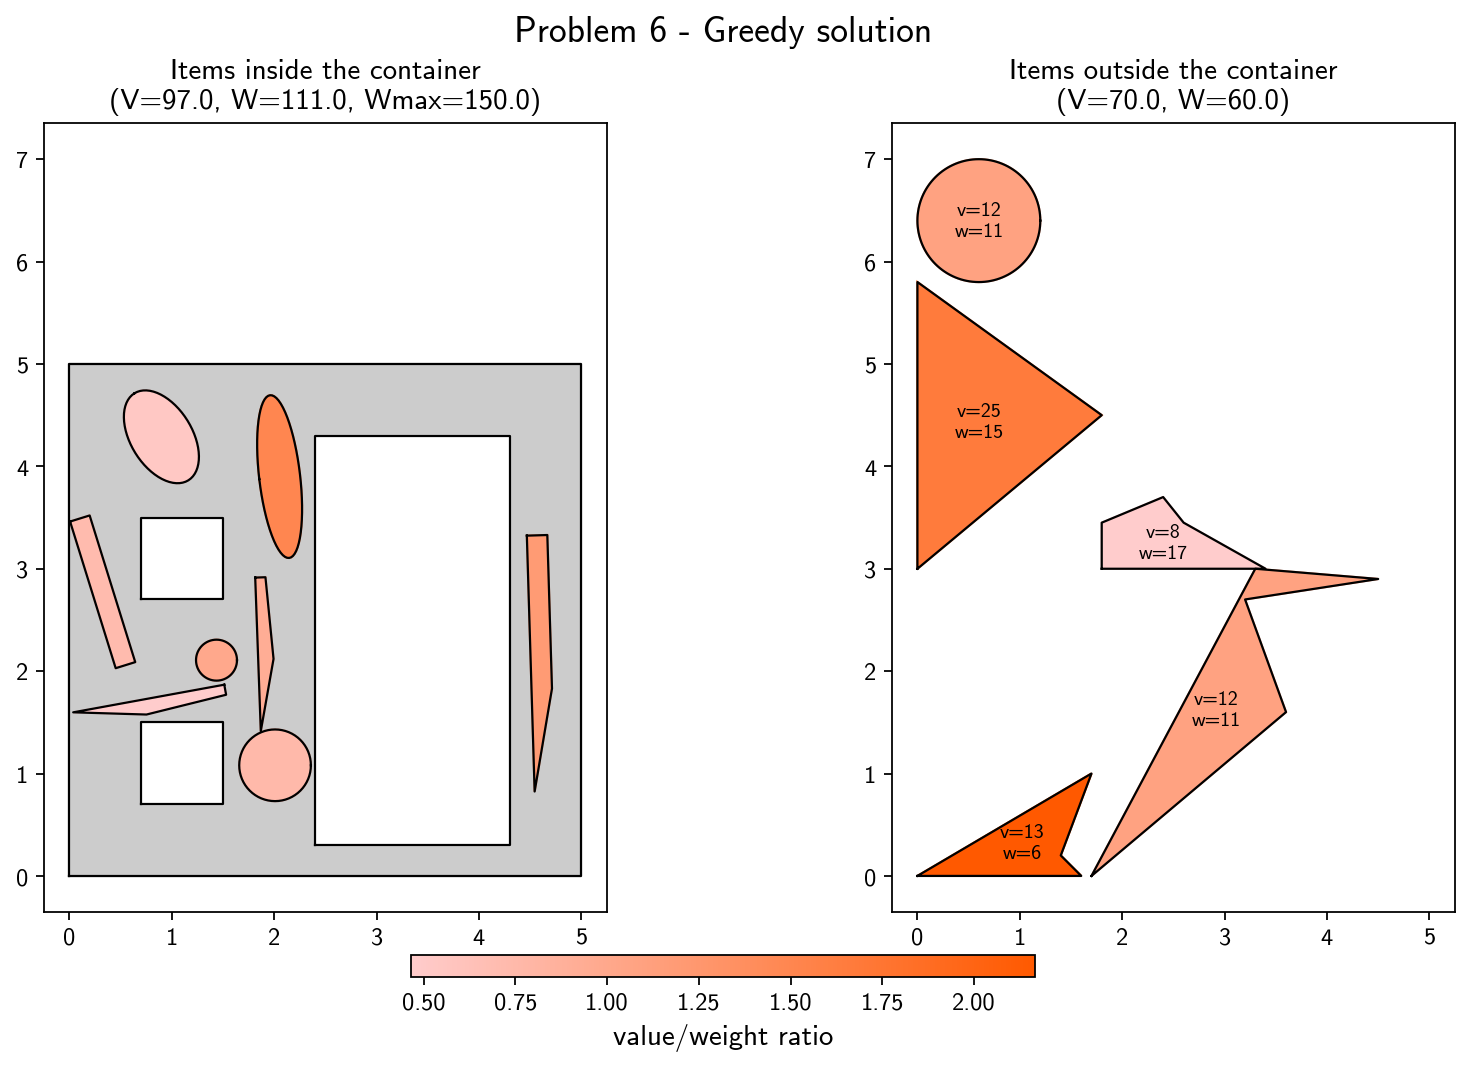 Problem 6 - Greedy solution
Items inside the container
(V=97.0, W=111.0, Wmax=150.0)
7
6
5
4
3
2
1
0
0 1 2 3 4 5
Items outside the container
(V=70.0, W=60.0)
7
6
5
4
3
2
1
0
v=12
w=11
v=25
w=15
v=8
w=17
v=12
w=11
v=13
w=6
0 1 2 3 4 5
0.50 0.75 1.00 1.25 1.50 1.75 2.00
value/weight ratio